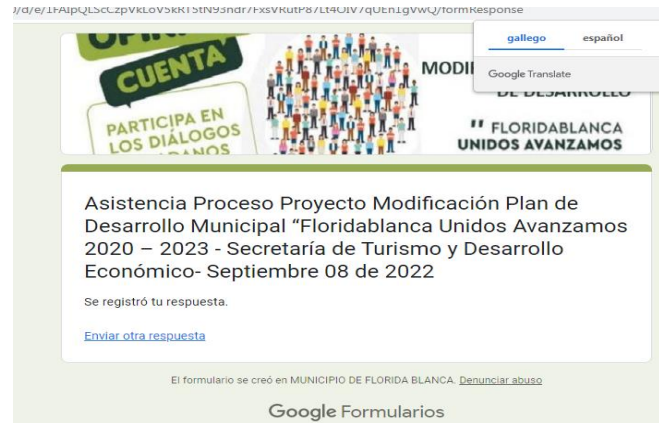 gallego español
Google Translate
CUENTA
PARTICIPA EN
LOS DIÁLOGOS
DE DESARROLLO
" FLORIDABLANCA
UNIDOS AVANZAMOS
Asistencia Proceso Proyecto Modificación Plan de
Desarrollo Municipal “Floridablanca Unidos Avanzamos
2020 – 2023 - Secretaría de Turismo y Desarrollo
Económico- Septiembre 08 de 2022
Se registró tu respuesta.
Enviar otra respuesta
El formulario se creó en MUNICIPIO DE FLORIDA BLANCA. Denunciar abuso
Google Formularios